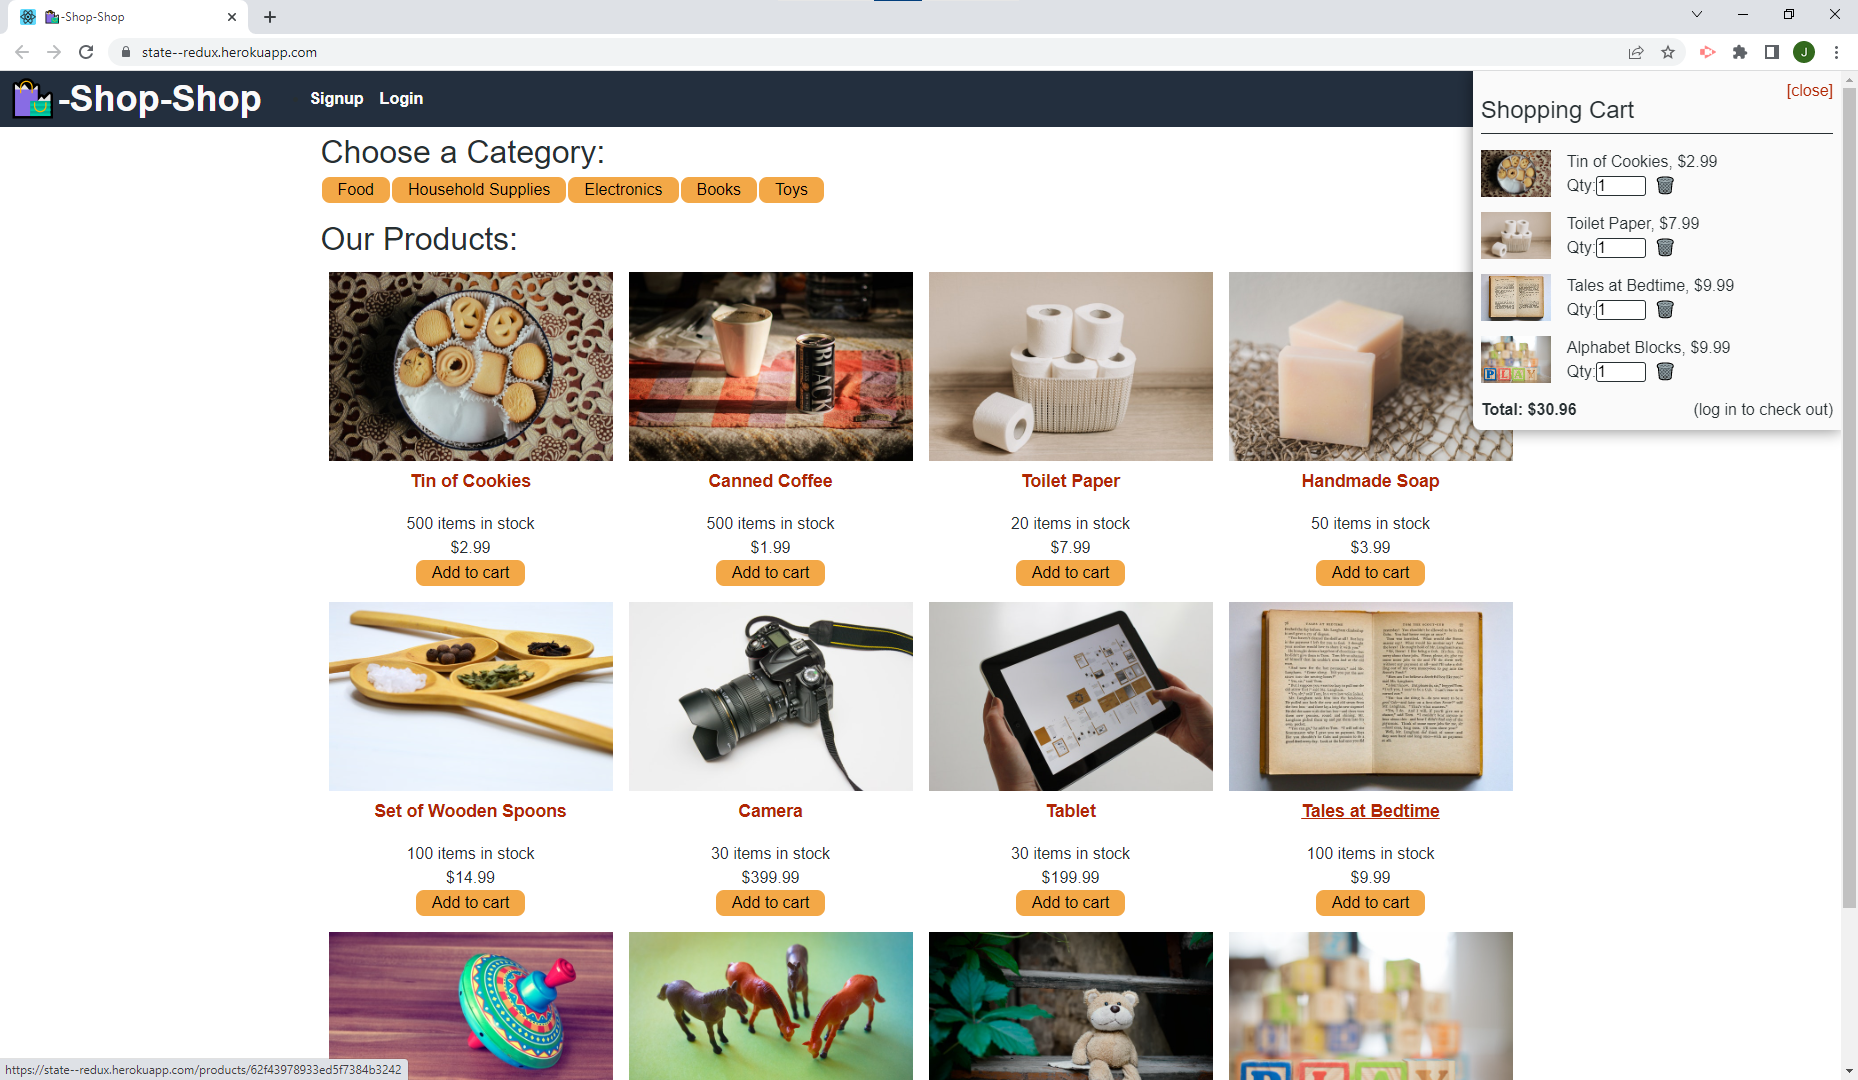 -Shop-Shop
state--redux.herokuapp.com
J
-Shop-Shop
Signup Login
[close]
Shopping Cart
Tin of Cookies, $2.99
Qty: 1
Toilet Paper, $7.99
Qty: 1
Tales at Bedtime, $9.99
Qty: 1
Alphabet Blocks, $9.99
Qty: 1
Total: $30.96 (log in to check out)
Choose a Category:
Food Household Supplies Electronics Books Toys
Our Products:
BLACK
Tin of Cookies Canned Coffee Toilet Paper Handmade Soap
500 items in stock 500 items in stock 20 items in stock 50 items in stock
$2.99 $1.99 $7.99 $3.99
Add to cart Add to cart Add to cart Add to cart
Set of Wooden Spoons Camera Tablet Tales at Bedtime
100 items in stock 30 items in stock 30 items in stock 100 items in stock
$14.99 $399.99 $199.99 $9.99
Add to cart Add to cart Add to cart Add to cart
PLAY
https://state--redux.herokuapp.com/products/62f43978933ed5f7384b3242